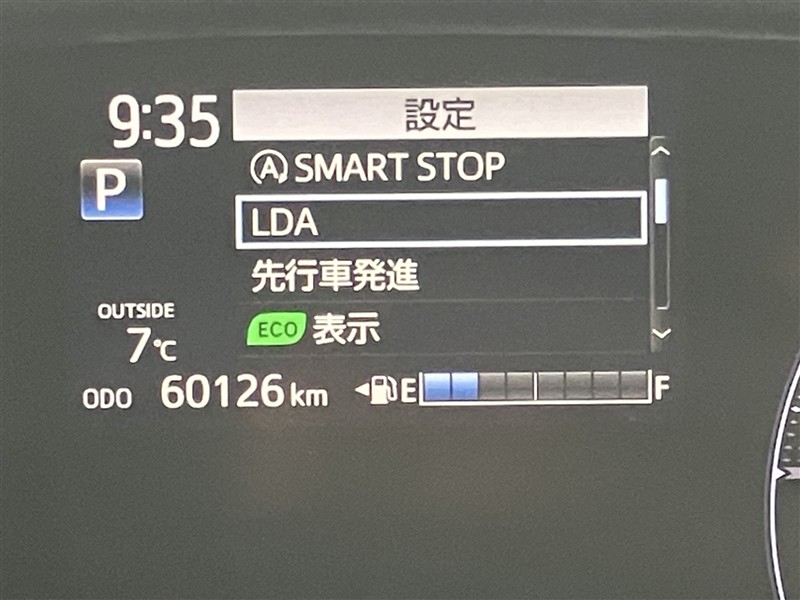 9:35
設定
P
Ⓐ SMART STOP
LDA
先行車発進
ECO 表示
OUTSIDE
7℃
ODO 60126 km
E F